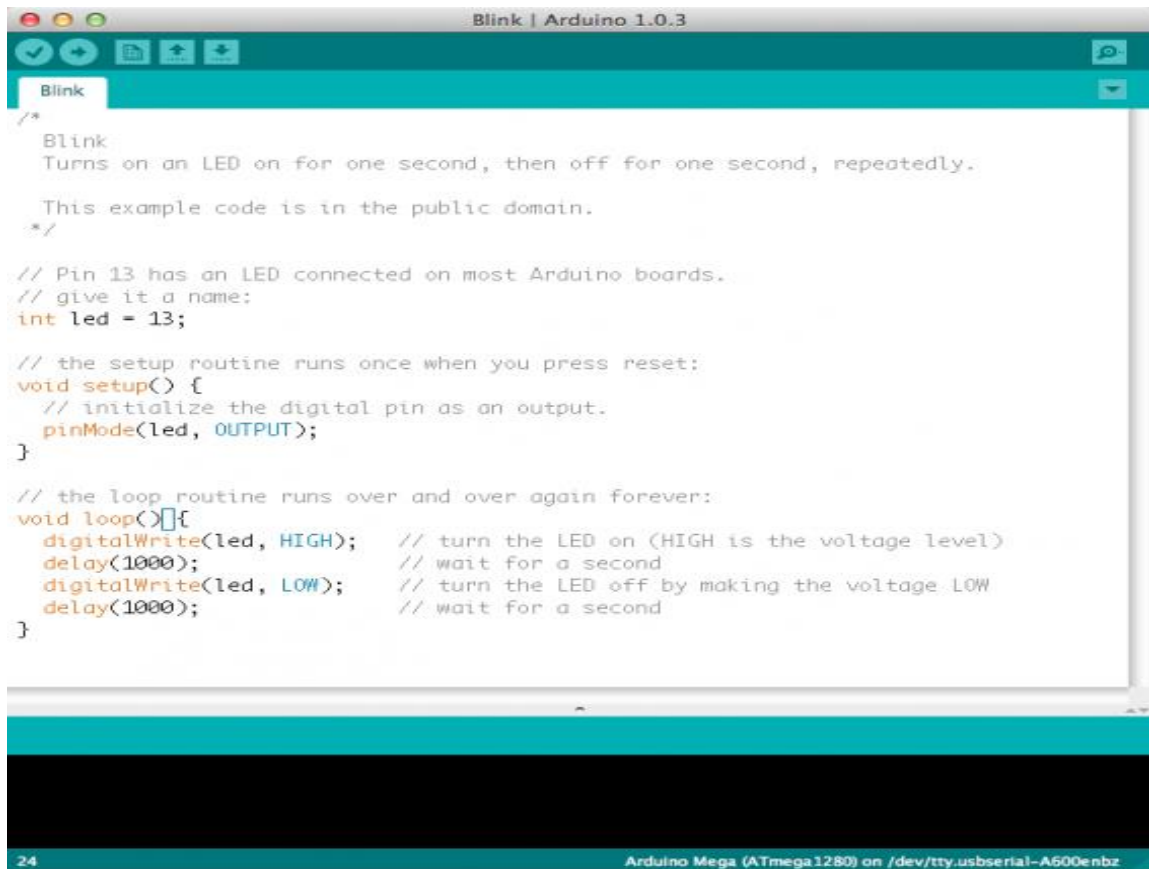 Blink | Arduino 1.0.3
Blink
/*
  Blink
  Turns on an LED on for one second, then off for one second, repeatedly.

  This example code is in the public domain.
 */

// Pin 13 has an LED connected on most Arduino boards.
// give it a name:
int led = 13;

// the setup routine runs once when you press reset:
void setup() {
  // initialize the digital pin as an output.
  pinMode(led, OUTPUT);
}

// the loop routine runs over and over again forever:
void loop() {
  digitalWrite(led, HIGH);   // turn the LED on (HIGH is the voltage level)
  delay(1000);               // wait for a second
  digitalWrite(led, LOW);    // turn the LED off by making the voltage LOW
  delay(1000);               // wait for a second
}
24
Arduino Mega (ATmega1280) on /dev/tty.usbserial-A600enbz